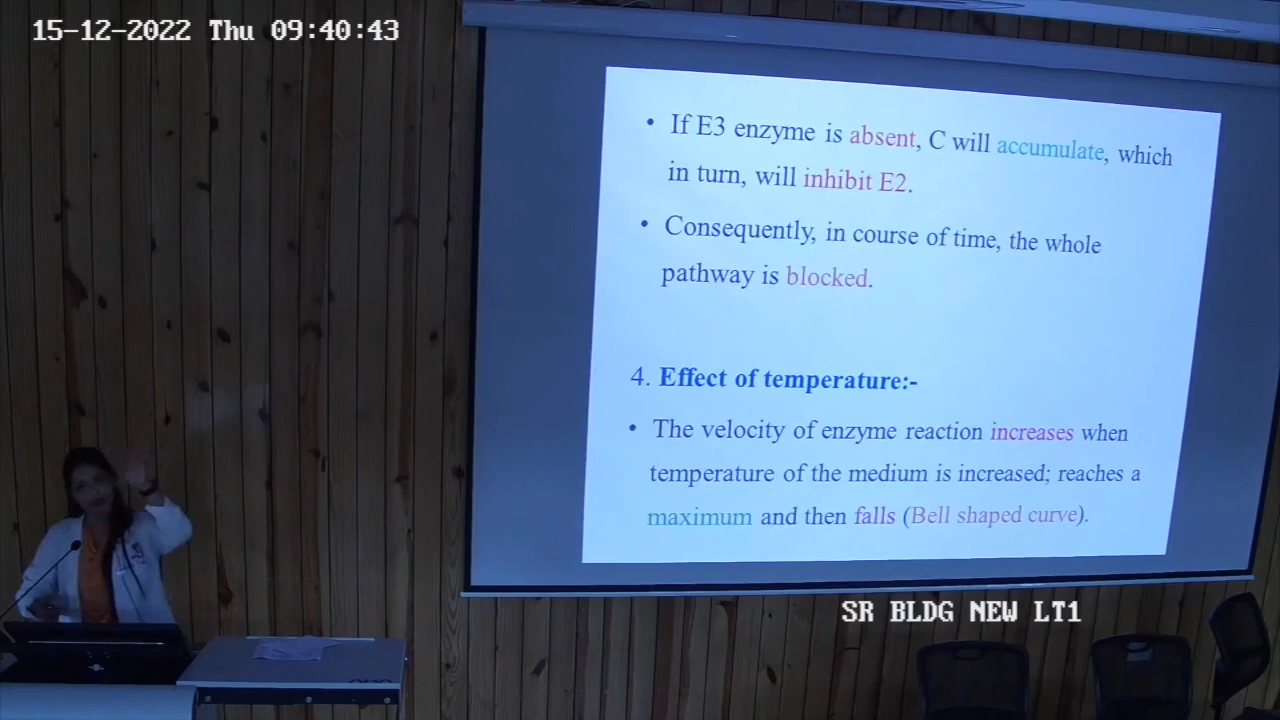 15-12-2022 Thu 09:40:43
• If E3 enzyme is absent, C will accumulate, which
in turn, will inhibit E2.
• Consequently, in course of time, the whole
pathway is blocked.
4. Effect of temperature:-
• The velocity of enzyme reaction increases when
temperature of the medium is increased; reaches a
maximum and then falls (Bell shaped curve).
SR BLDG NEW LT1